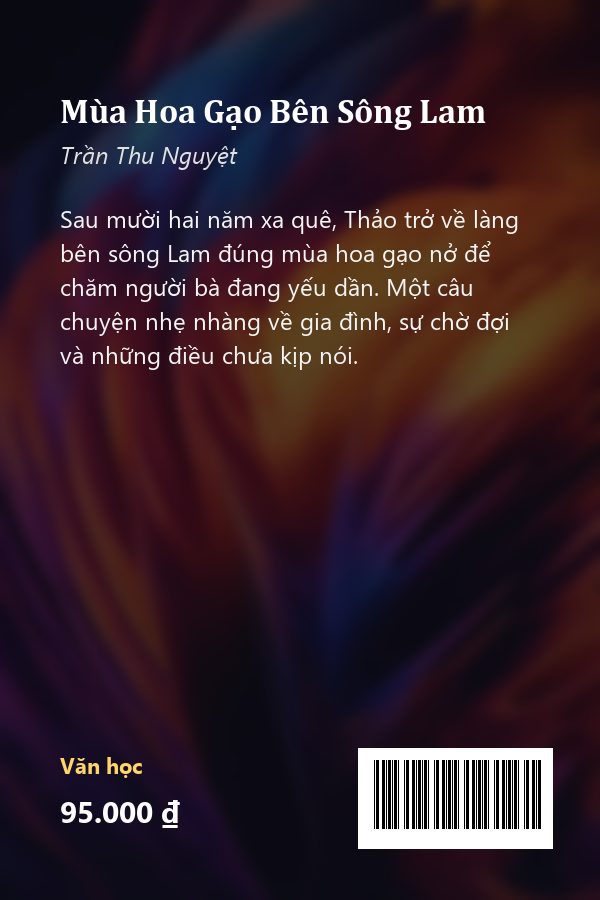 Mùa Hoa Gạo Bên Sông Lam
Trần Thu Nguyệt
Sau mười hai năm xa quê, Thảo trở về làng
bên sông Lam đúng mùa hoa gạo nở để
chăm người bà đang yếu dần. Một câu
chuyện nhẹ nhàng về gia đình, sự chờ đợi
và những điều chưa kịp nói.
Văn học
95.000 ₫